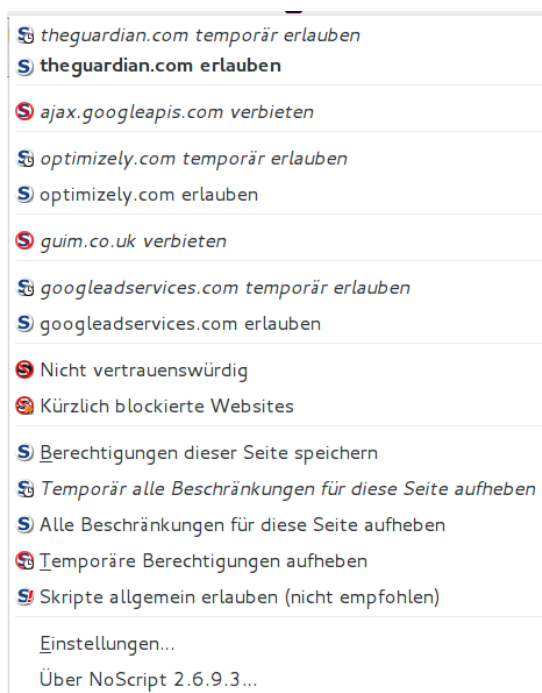 theguardian.com temporär erlauben
theguardian.com erlauben
ajax.googleapis.com verbieten
optimizely.com temporär erlauben
optimizely.com erlauben
guim.co.uk verbieten
googleadservices.com temporär erlauben
googleadservices.com erlauben
Nicht vertrauenswürdig
Kürzlich blockierte Websites
Berechtigungen dieser Seite speichern
Temporär alle Beschränkungen für diese Seite aufheben
Alle Beschränkungen für diese Seite aufheben
Temporäre Berechtigungen aufheben
Skripte allgemein erlauben (nicht empfohlen)
Einstellungen...
Über NoScript 2.6.9.3...